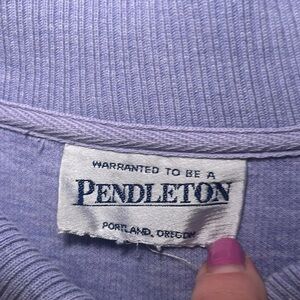 WARRANTED TO BE A
PENDLETON
PORTLAND, OREGON